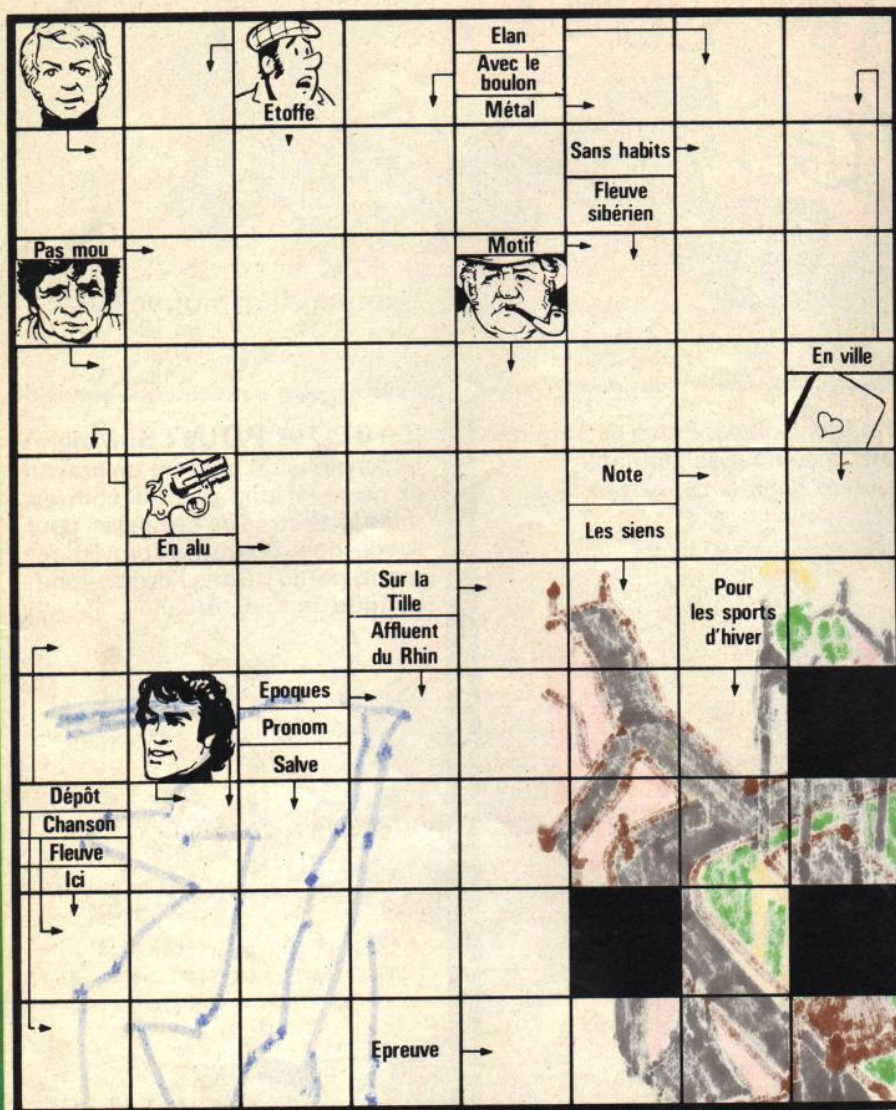 Elan
Avec le
boulon
Etoffe
Métal
Sans habits
Fleuve
sibérien
Pas mou
Motif
En ville
Note
En alu
Les siens
Sur la
Tille
Affluent
du Rhin
Pour
les sports
d'hiver
Epoques
Pronom
Salve
Dépôt
Chanson
Fleuve
Ici
Epreuve